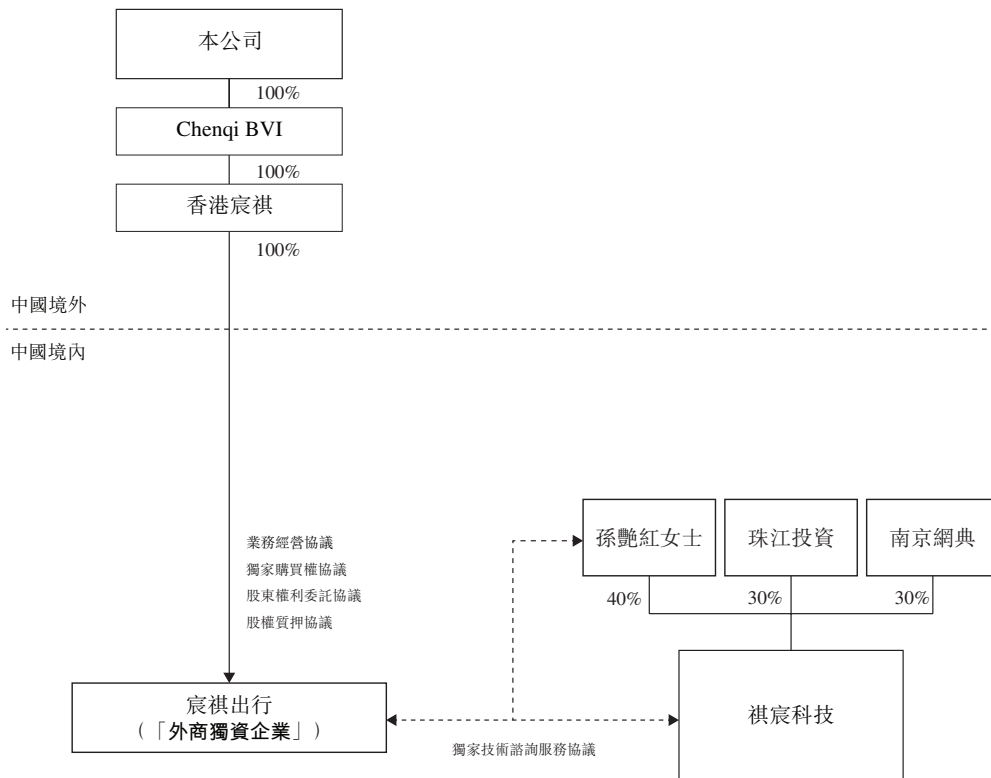 本公司
100%
Chenqi BVI
100%
香港宸祺
100%
中國境外
中國境內
業務經營協議
獨家購買權協議
股東權利委託協議
股權質押協議
孫艷紅女士
珠江投資
南京網典
40%
30%
30%
宸祺出行
(「外商獨資企業」)
祺宸科技
獨家技術諮詢服務協議